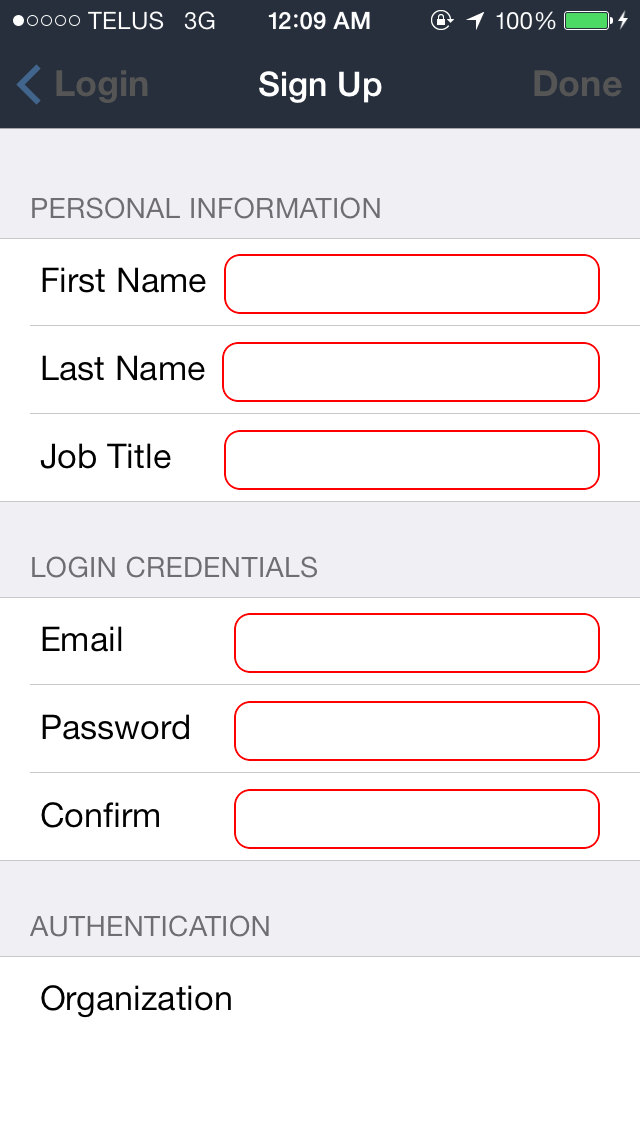 TELUS 3G 12:09 AM 100%
Login Sign Up Done
PERSONAL INFORMATION
First Name
Last Name
Job Title
LOGIN CREDENTIALS
Email
Password
Confirm
AUTHENTICATION
Organization